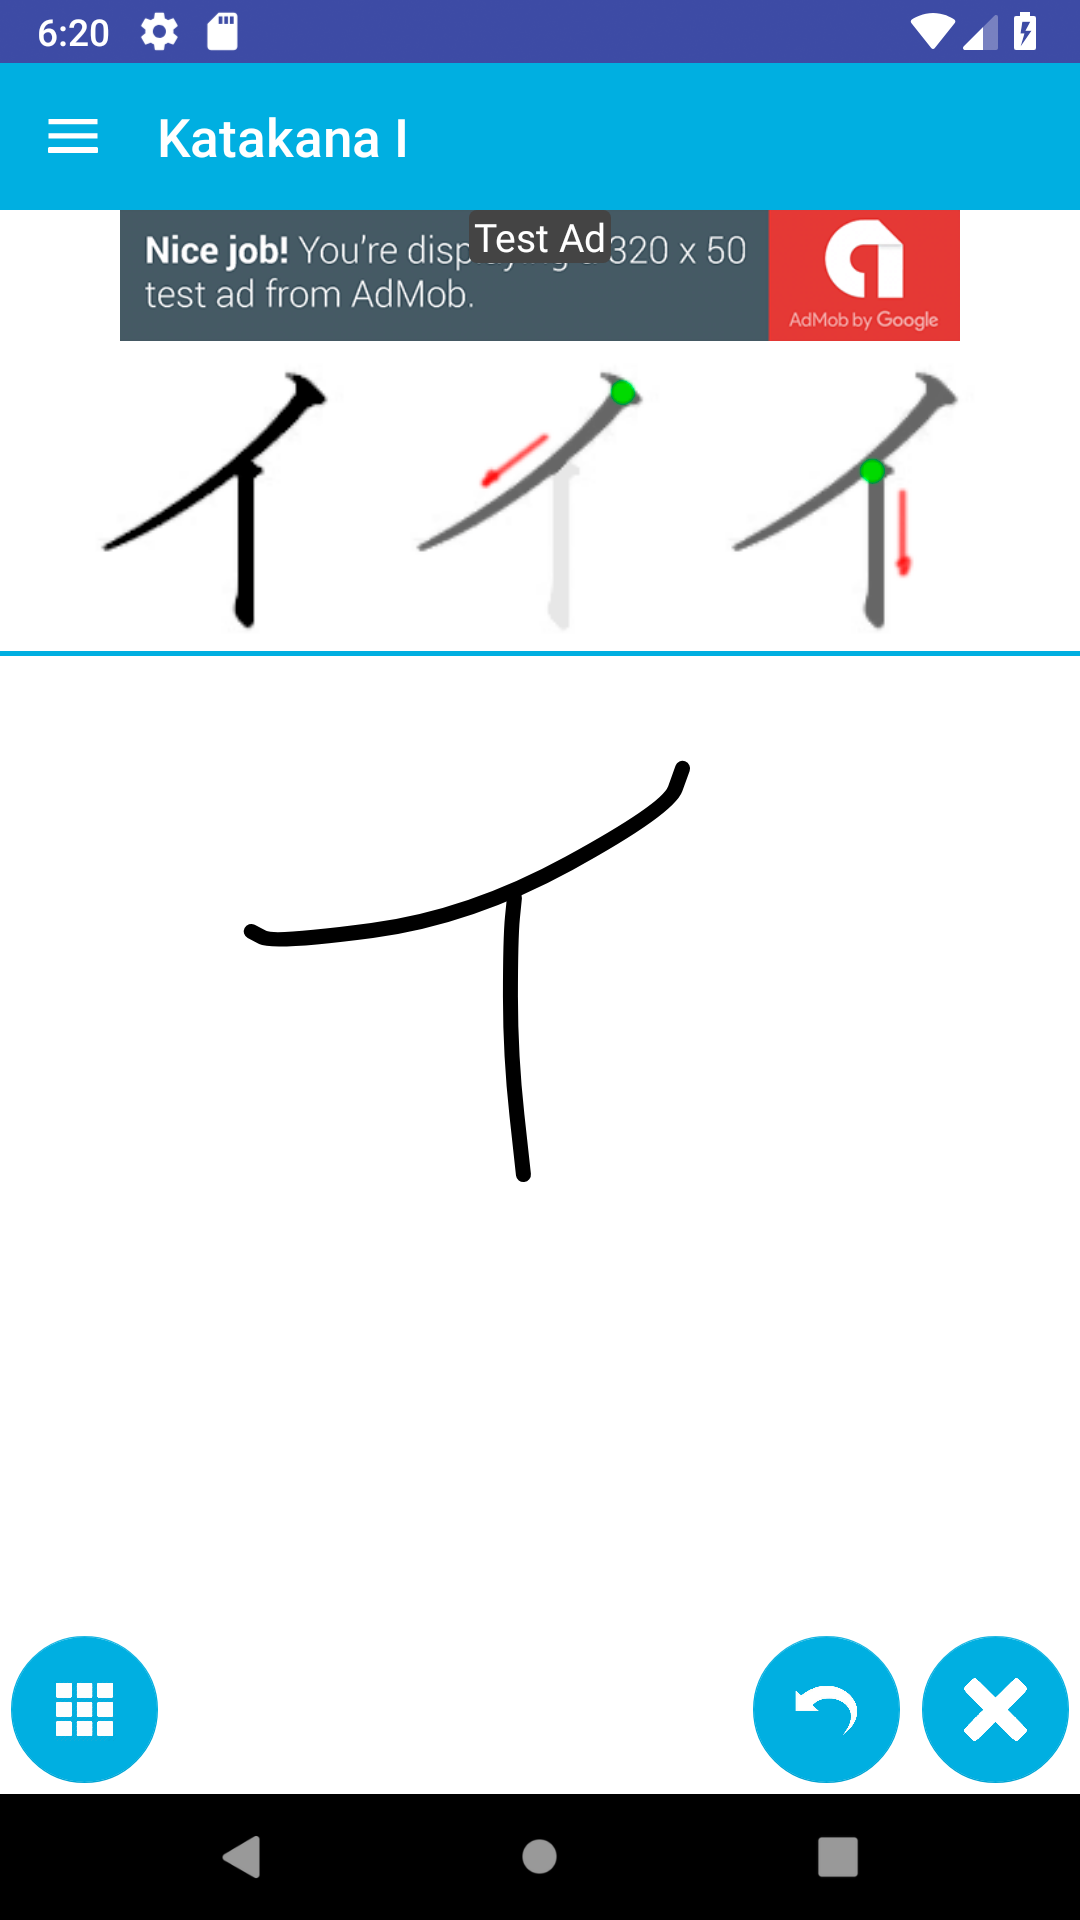 6:20
Katakana I
Test Ad
Nice job! You're disp 320 x 50
test ad from AdMob.
AdMob by Google
イ イ イ
イ